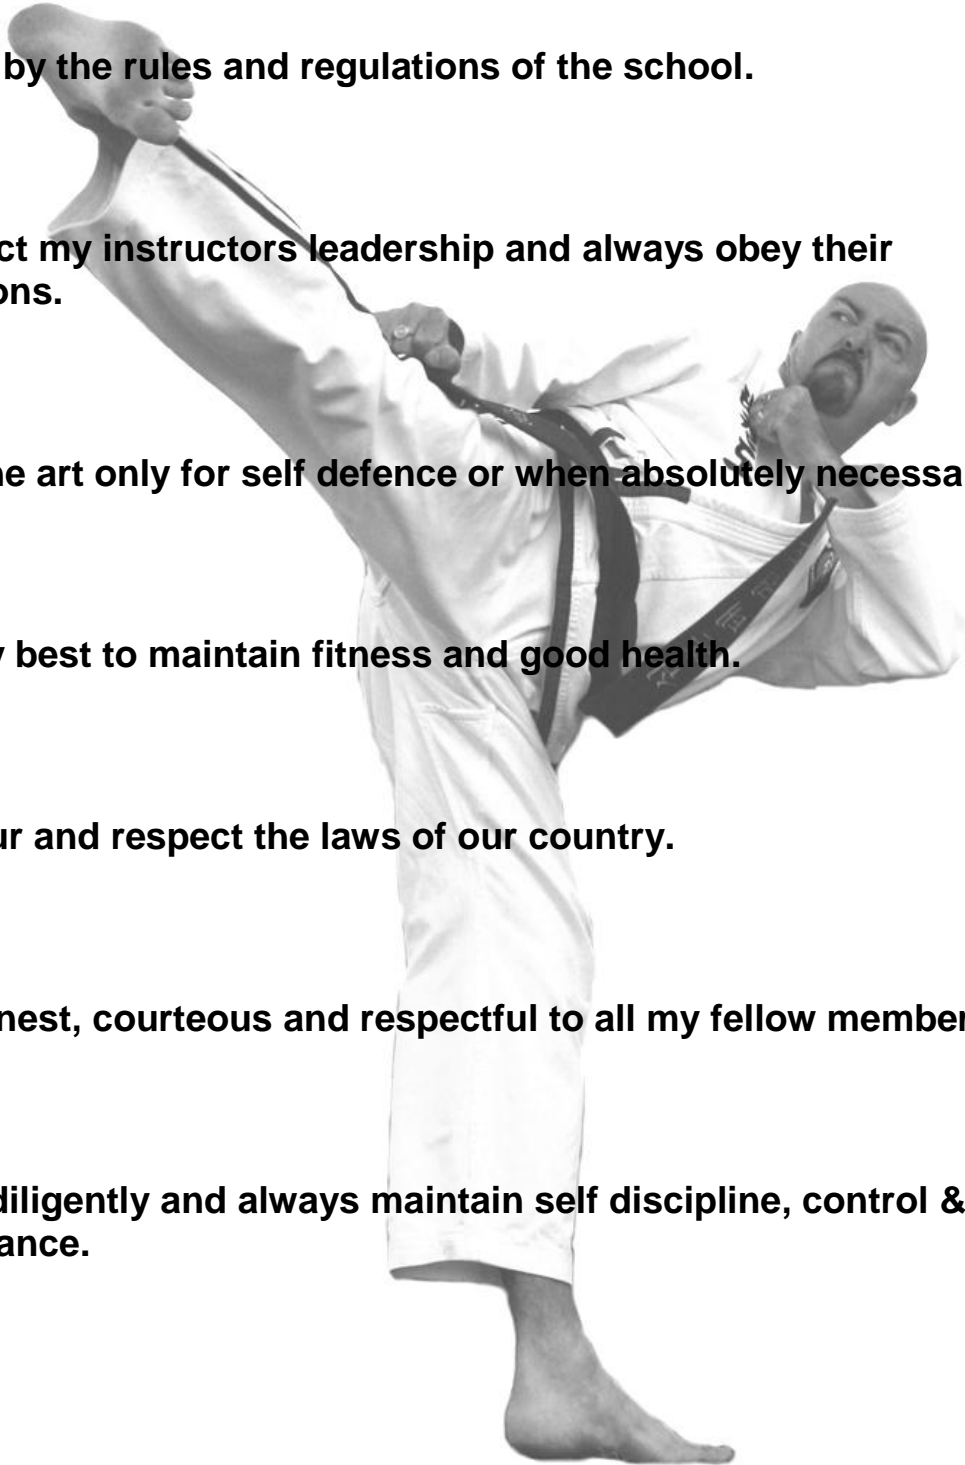 by the rules and regulations of the school.
ct my instructors leadership and always obey their
ons.
ne art only for self defence or when absolutely necessa
y best to maintain fitness and good health.
ur and respect the laws of our country.
nest, courteous and respectful to all my fellow member
diligently and always maintain self discipline, control &
ance.